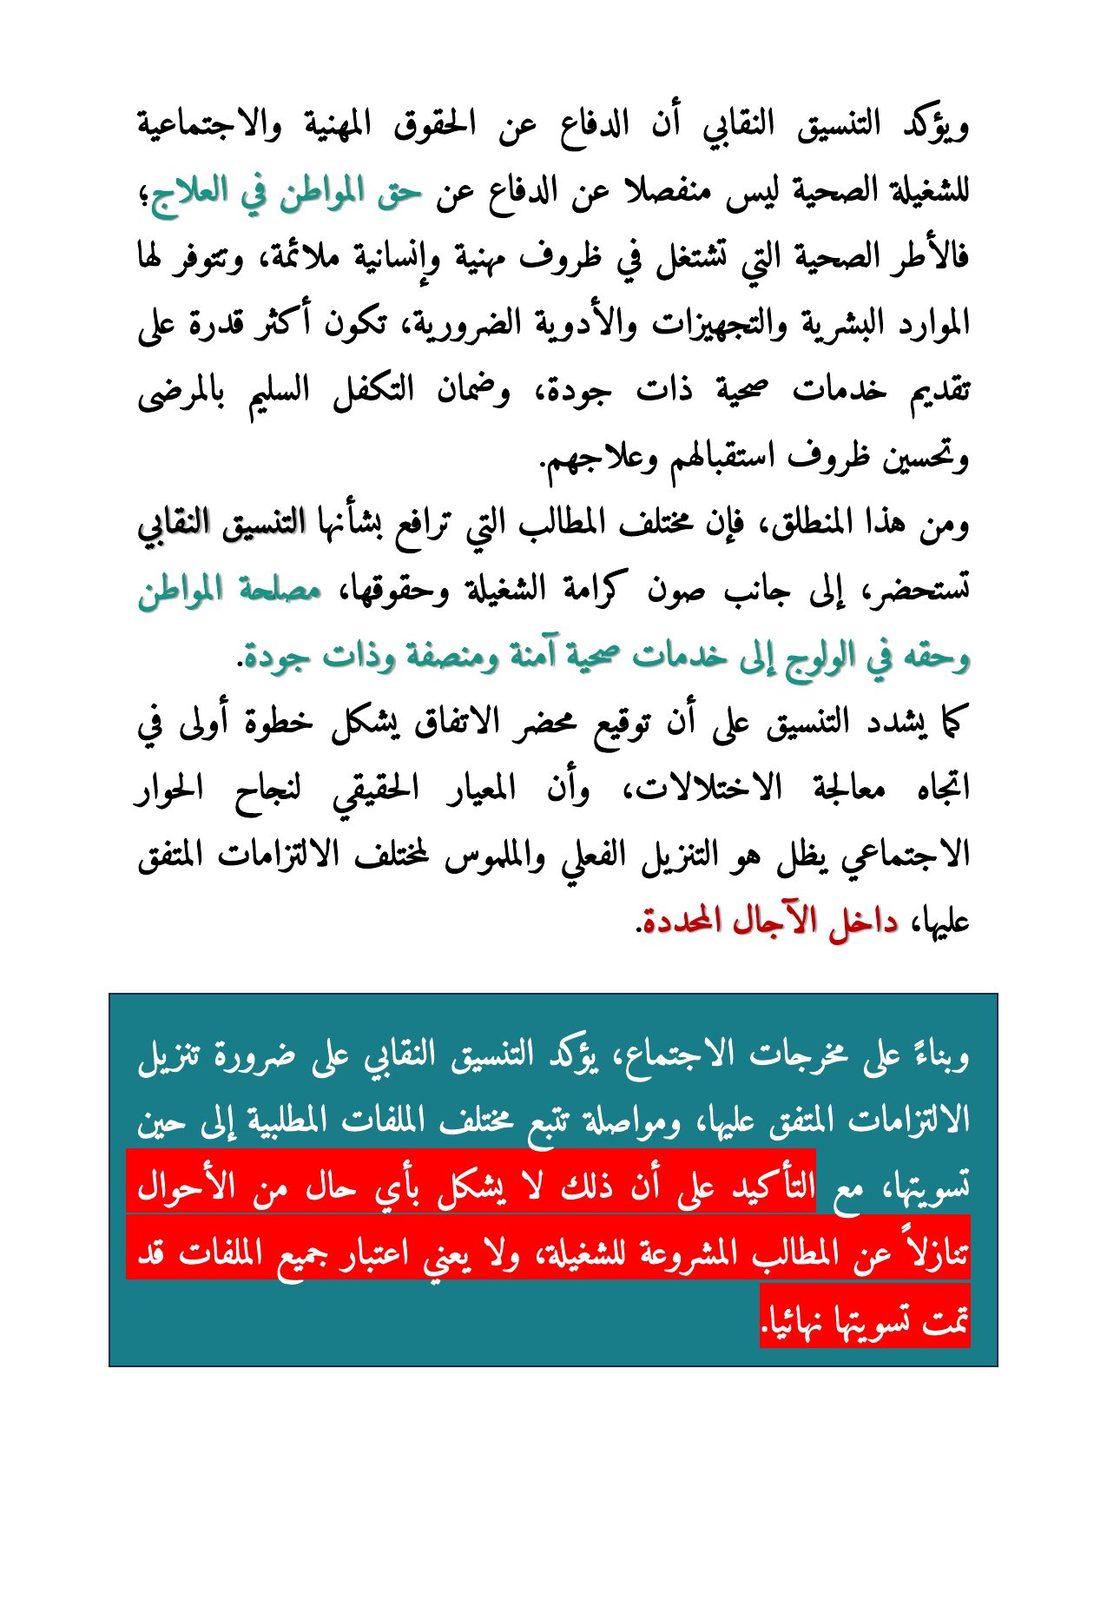 ويؤكد التنسيق النقابي أن الدفاع عن الحقوق المهنية والاجتماعية
للشغيلة الصحية ليس منفصلا عن الدفاع عن حق المواطن في العلاج؛
فالأطر الصحية التي تشتغل في ظروف مهنية وإنسانية ملائمة، وتتوفر لها
الموارد البشرية والتجهيزات والأدوية الضرورية، تكون أكثر قدرة على
تقديم خدمات صحية ذات جودة، وضمان التكفل السليم بالمرضى
وتحسين ظروف استقبالهم وعلاجهم.
ومن هذا المنطلق، فإن مختلف المطالب التي ترافع بشأنها التنسيق النقابي
تستحضر، إلى جانب صون كرامة الشغيلة وحقوقها، مصلحة المواطن
وحقه في الولوج إلى خدمات صحية آمنة ومنصفة وذات جودة.
كما يشدد التنسيق على أن توقيع محضر الاتفاق يشكل خطوة أولى في
اتجاه معالجة الاختلالات، وأن المعيار الحقيقي لنجاح الحوار
الاجتماعي يظل هو التنزيل الفعلي والملموس لمختلف الالتزامات المتفق
عليها، داخل الآجال المحددة.
وبناءً على مخرجات الاجتماع، يؤكد التنسيق النقابي على ضرورة تنزيل
الالتزامات المتفق عليها، ومواصلة تتبع مختلف الملفات المطلبية إلى حين
تسويتها، مع التأكيد على أن ذلك لا يشكل بأي حال من الأحوال
تنازلاً عن المطالب المشروعة للشغيلة، ولا يعني اعتبار جميع الملفات قد
تمت تسويتها نهائيا.